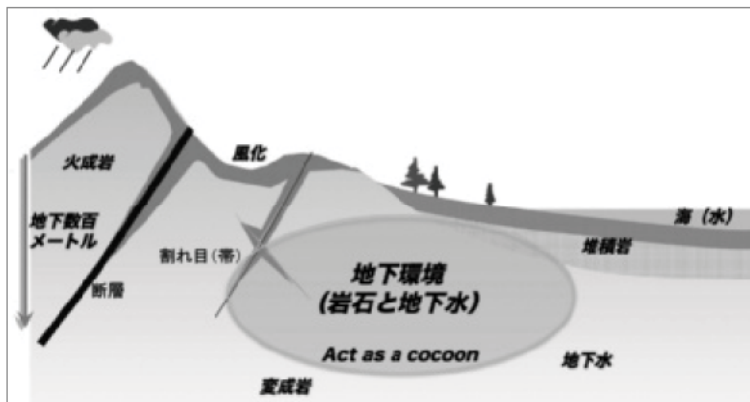 火成岩
風化
地下数百
メートル
海（水）
割れ目（帯）
堆積岩
断層
地下環境
(岩石と地下水)
Act as a cocoon
地下水
変成岩